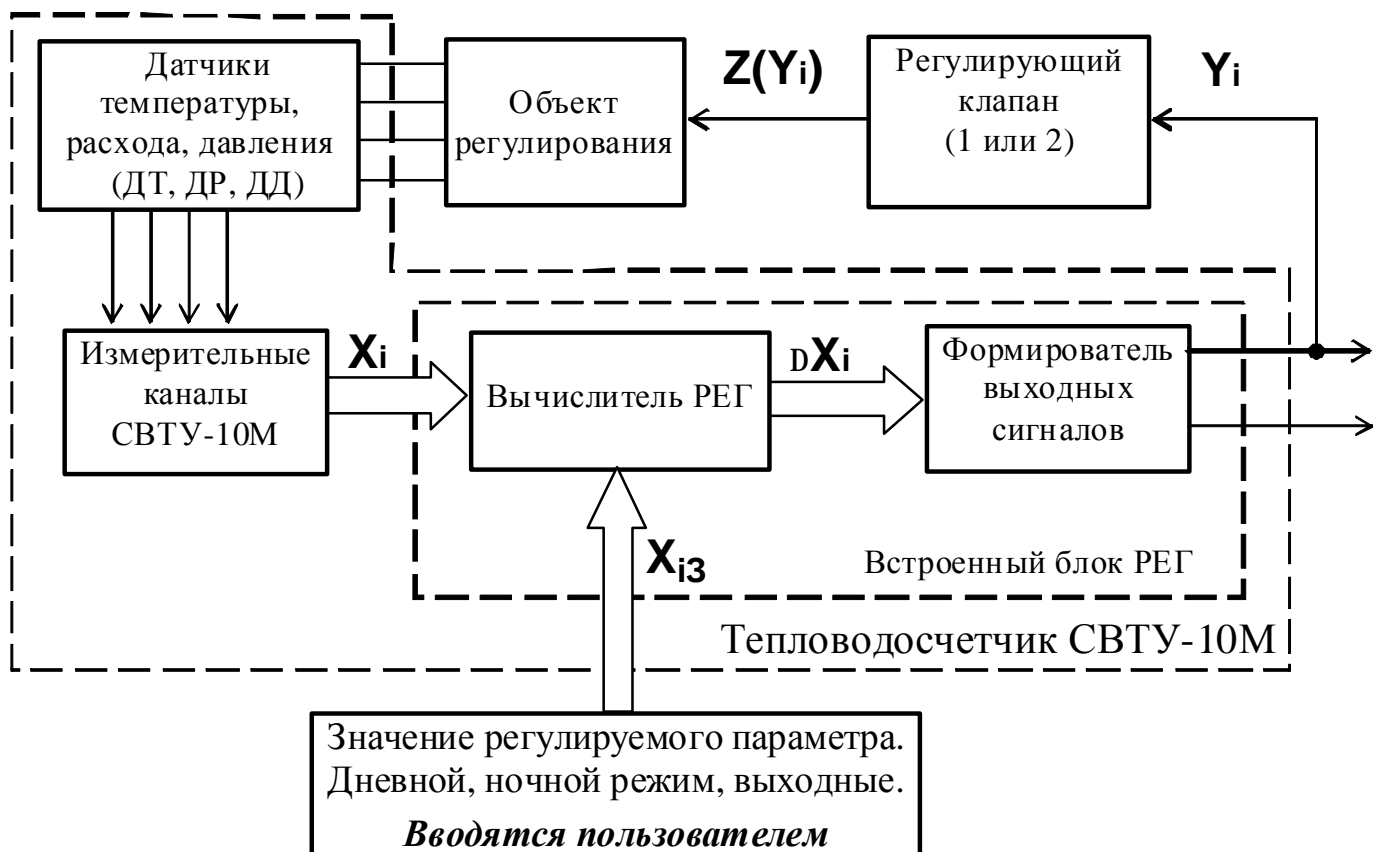 Датчики
температуры,
расхода, давления
(ДТ, ДР, ДД)
Объект
регулирования
Z(Yi)
Регулирующий
клапан
(1 или 2)
Yi
Измерительные
каналы
СВТУ-10М
Xi
Вычислитель РЕГ
DXi
Формирователь
выходных
сигналов
Xi3
Встроенный блок РЕГ
Тепловодосчетчик СВТУ-10М
Значение регулируемого параметра.
Дневной, ночной режим, выходные.
Вводятся пользователем